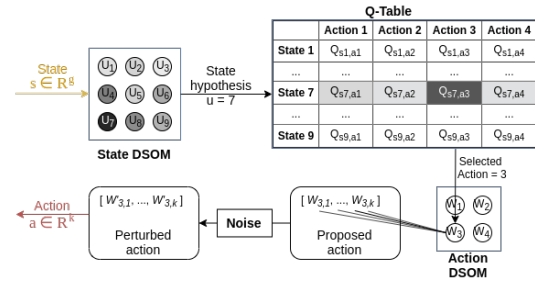 Q-Table
Action 1 Action 2 Action 3 Action 4
State 1 Qs1,a1 Qs1,a2 Qs1,a3 Qs1,a4
... ... ... ... ...
State 7 Qs7,a1 Qs7,a2 Qs7,a3 Qs7,a4
... ... ... ... ...
State 9 Qs9,a1 Qs9,a2 Qs9,a3 Qs9,a4
State
s ∈ R^g
U1 U2 U3
U4 U5 U6
U7 U8 U9
State DSOM
State
hypothesis
u = 7
Selected
Action = 3
W1 W2
W3 W4
Action
DSOM
[ W3,1, ..., W3,k ]
Proposed
action
Noise
[ W'3,1, ..., W'3,k ]
Perturbed
action
Action
a ∈ R^k